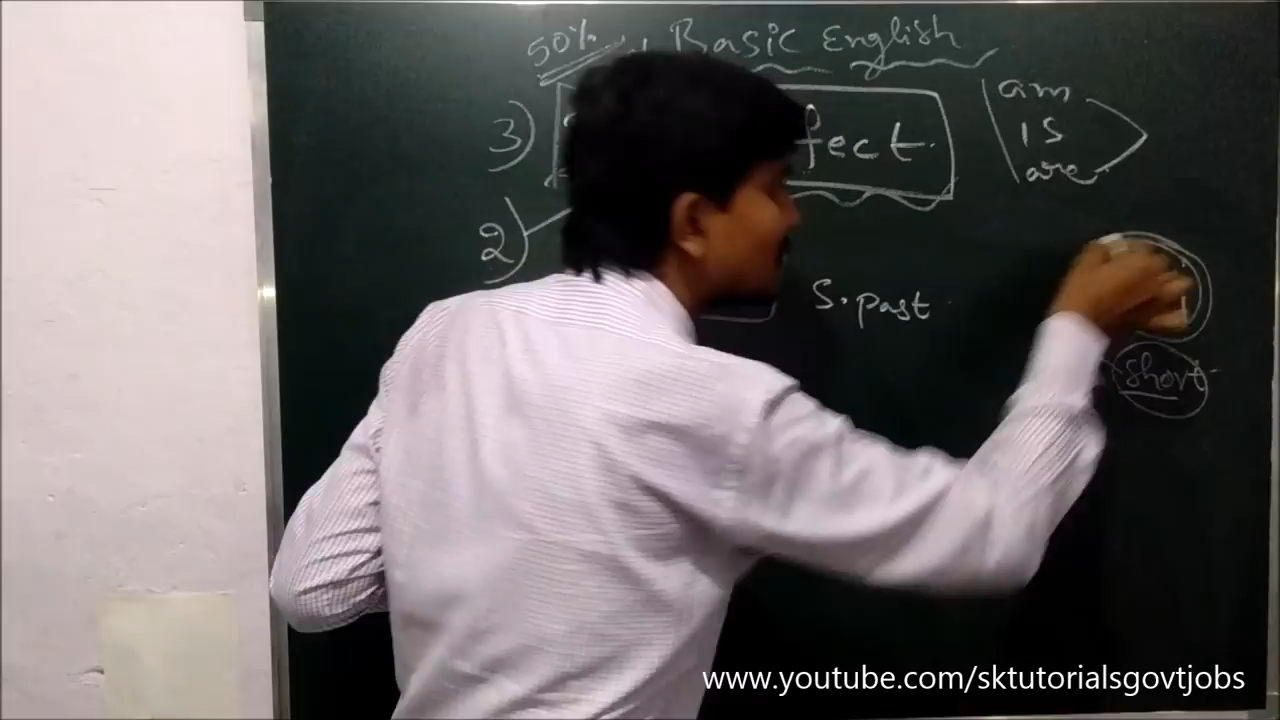 50% Basic English
3) fect.
am
is
are
2)
S. past
short
www.youtube.com/sktutorialsgovtjobs